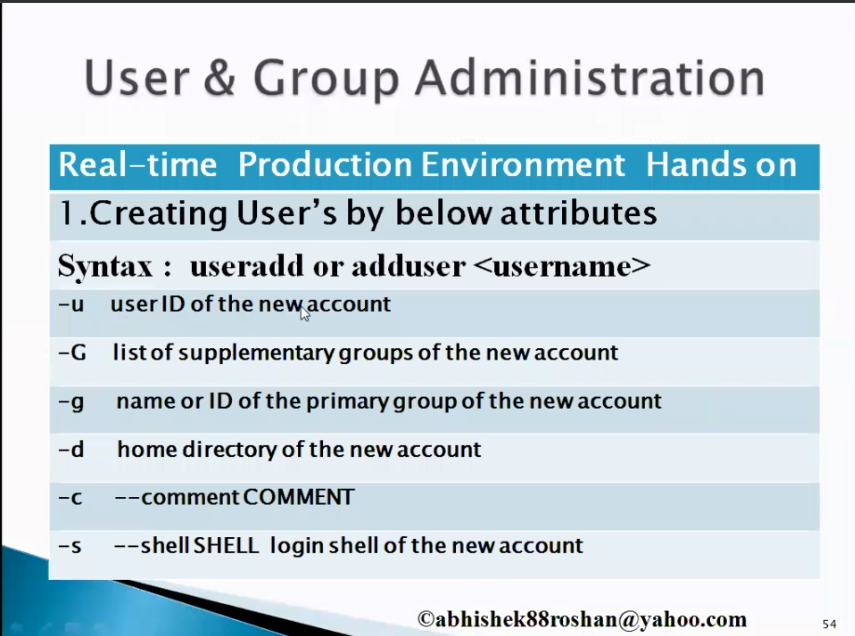 User & Group Administration
Real-time Production Environment Hands on
1.Creating User's by below attributes
Syntax : useradd or adduser <username>
-u user ID of the new account
-G list of supplementary groups of the new account
-g name or ID of the primary group of the new account
-d home directory of the new account
-c --comment COMMENT
-s --shell SHELL login shell of the new account
©abhishek88roshan@yahoo.com
54